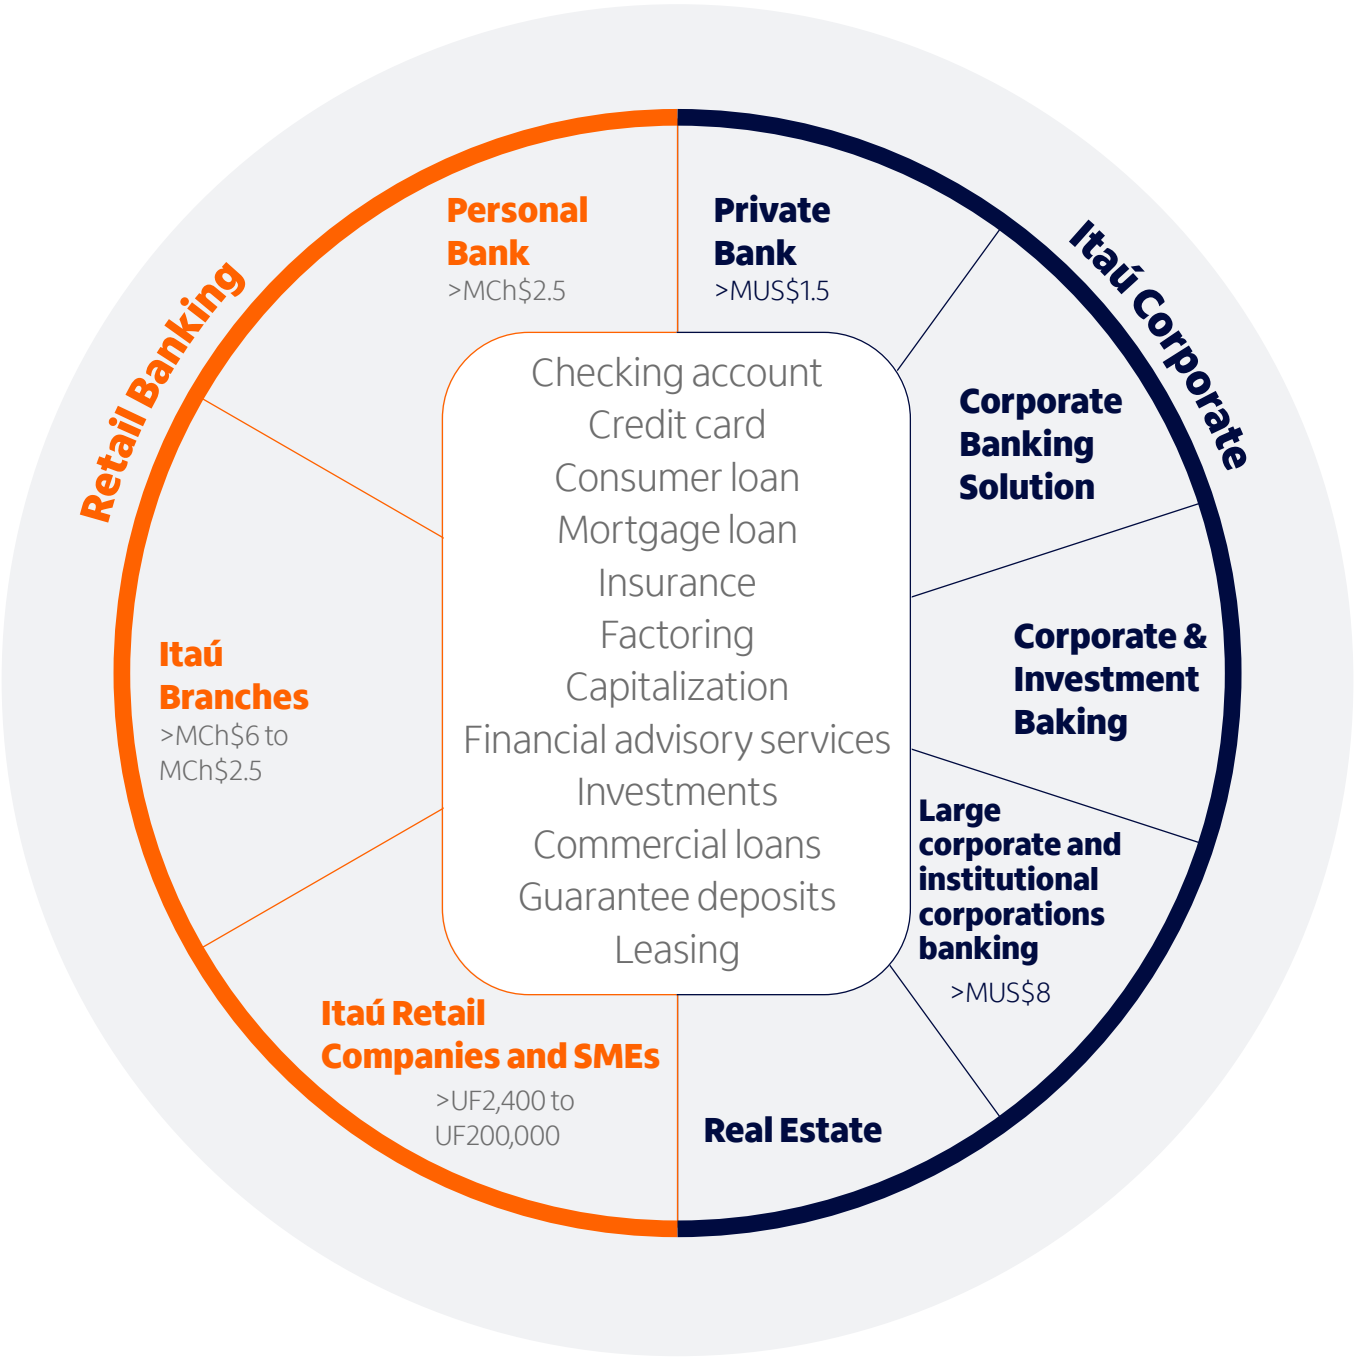 Retail Banking
Personal
Bank
>MCh$2.5
Itaú
Branches
>MCh$6 to
MCh$2.5
Itaú Retail
Companies and SMEs
>UF2,400 to
UF200,000
Checking account
Credit card
Consumer loan
Mortgage loan
Insurance
Factoring
Capitalization
Financial advisory services
Investments
Commercial loans
Guarantee deposits
Leasing
Itaú Corporate
Private
Bank
>MUS$1.5
Corporate
Banking
Solution
Corporate &
Investment
Baking
Large
corporate and
institutional
corporations
banking
>MUS$8
Real Estate